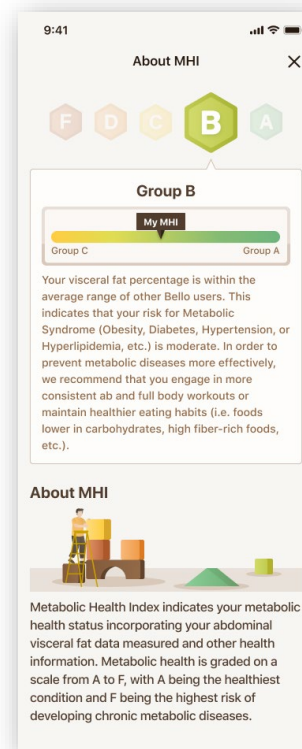 9:41
About MHI
F D C B A
Group B
My MHI
Group C Group A
Your visceral fat percentage is within the
average range of other Bello users. This
indicates that your risk for Metabolic
Syndrome (Obesity, Diabetes, Hypertension, or
Hyperlipidemia, etc.) is moderate. In order to
prevent metabolic diseases more effectively,
we recommend that you engage in more
consistent ab and full body workouts or
maintain healthier eating habits (i.e. foods
lower in carbohydrates, high fiber-rich foods,
etc.).
About MHI
Metabolic Health Index indicates your metabolic
health status incorporating your abdominal
visceral fat data measured and other health
information. Metabolic health is graded on a
scale from A to F, with A being the healthiest
condition and F being the highest risk of
developing chronic metabolic diseases.